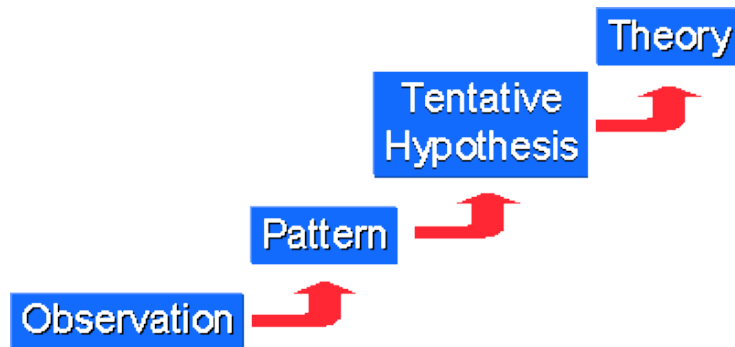 Theory
Tentative
Hypothesis
Pattern
Observation